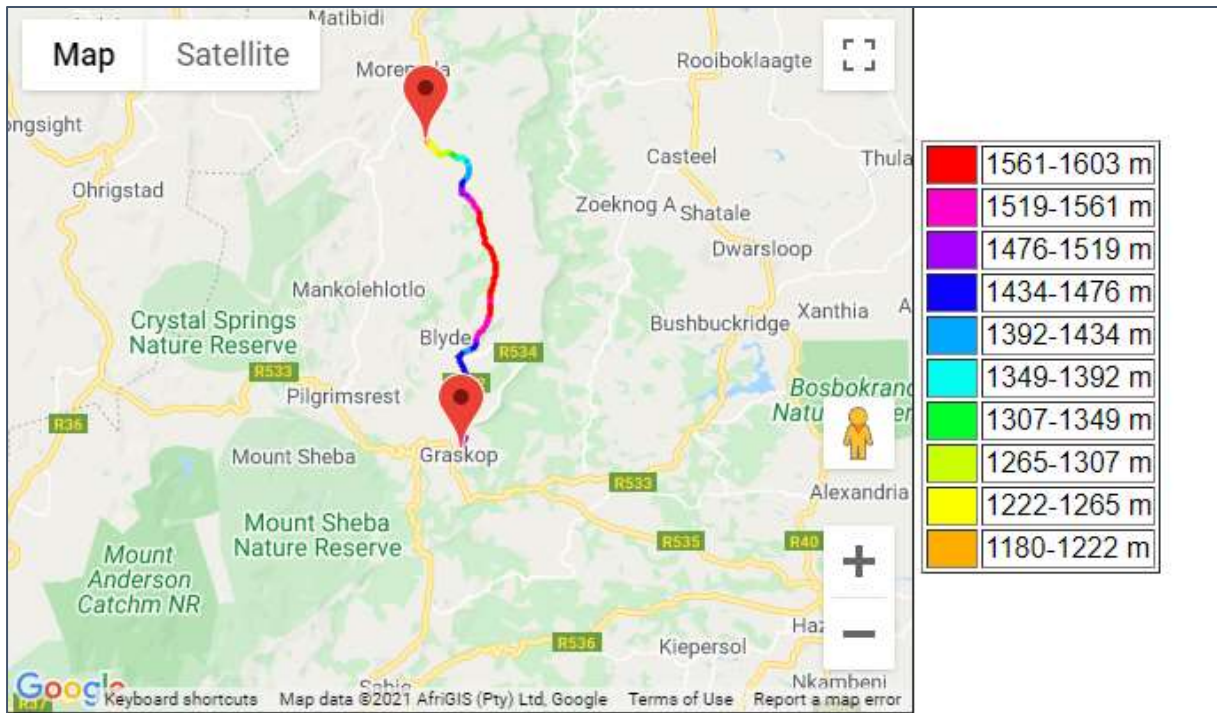 Matibidi
Map Satellite
Rooiboklaagte
ongsight
Casteel
Thula
Ohrigstad
Zoeknog A
Shatale
Dwarsloop
Mankolehlotlo
Xanthia
A
Crystal Springs
Nature Reserve
Blyde
Bushbuckridge
R534
R533
Pilgrimsrest
Bosbokrand
R36
Mount Sheba
Graskop
R533
Alexandria
Mount Sheba
Nature Reserve
Mount
Anderson
Catchm NR
R535
R40
R536
Kiepersol
Haz
Nkambeni
Google
R37
Keyboard shortcuts
Map data ©2021 AfriGIS (Pty) Ltd, Google
Terms of Use
Report a map error
1561-1603 m
1519-1561 m
1476-1519 m
1434-1476 m
1392-1434 m
1349-1392 m
1307-1349 m
1265-1307 m
1222-1265 m
1180-1222 m